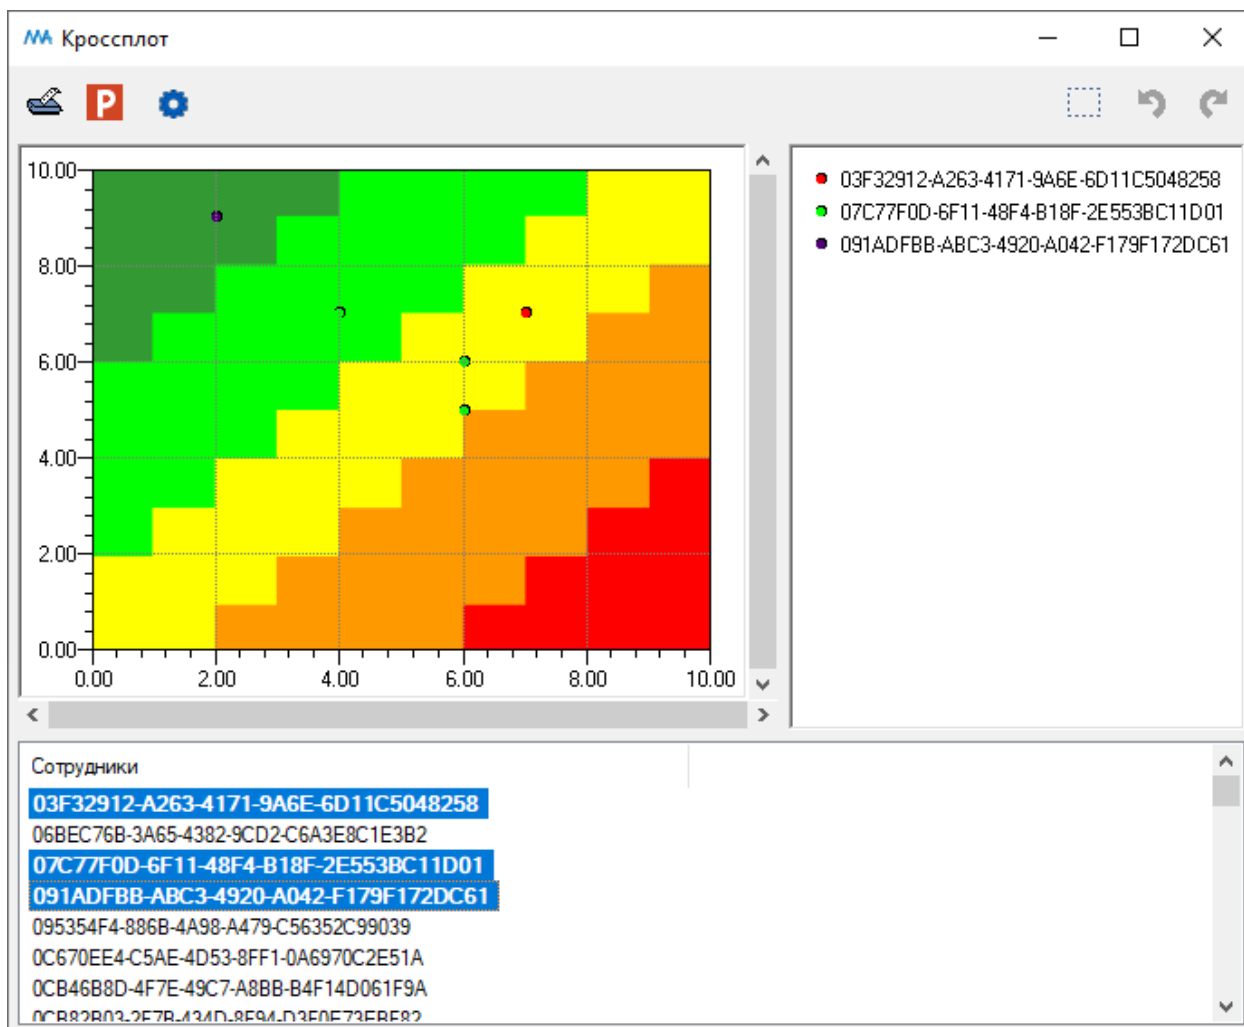 Кроссплот
P
10.00
8.00
6.00
4.00
2.00
0.00
0.00 2.00 4.00 6.00 8.00 10.00
03F32912-A263-4171-9A6E-6D11C5048258
07C77F0D-6F11-48F4-B18F-2E553BC11D01
091ADFBB-ABC3-4920-A042-F179F172DC61
Сотрудники
03F32912-A263-4171-9A6E-6D11C5048258
06BEC76B-3A65-4382-9CD2-C6A3E8C1E3B2
07C77F0D-6F11-48F4-B18F-2E553BC11D01
091ADFBB-ABC3-4920-A042-F179F172DC61
095354F4-886B-4A98-A479-C56352C99039
0C670EE4-C5AE-4D53-8FF1-0A6970C2E51A
0CB46B8D-4F7E-49C7-A8BB-B4F14D061F9A